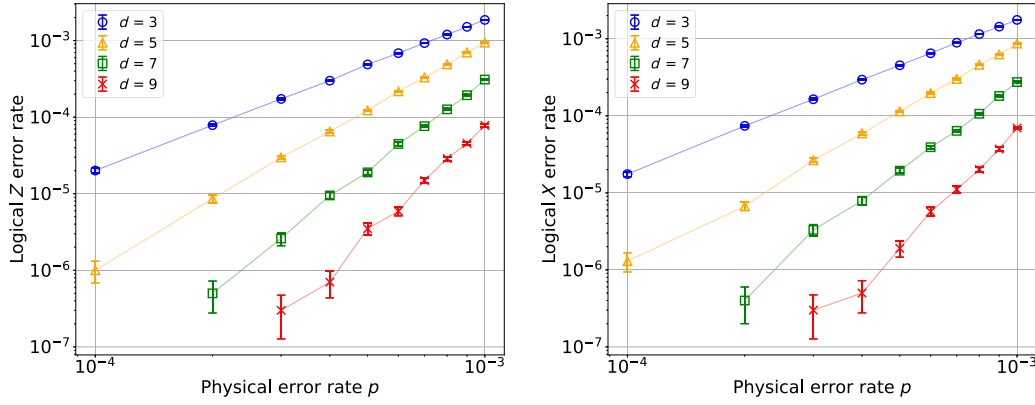 d = 3
d = 5
d = 7
d = 9
10⁻³
10⁻⁴
10⁻⁵
10⁻⁶
10⁻⁷
Logical Z error rate
10⁻⁴
10⁻³
Physical error rate p
d = 3
d = 5
d = 7
d = 9
10⁻³
10⁻⁴
10⁻⁵
10⁻⁶
10⁻⁷
Logical X error rate
10⁻⁴
10⁻³
Physical error rate p